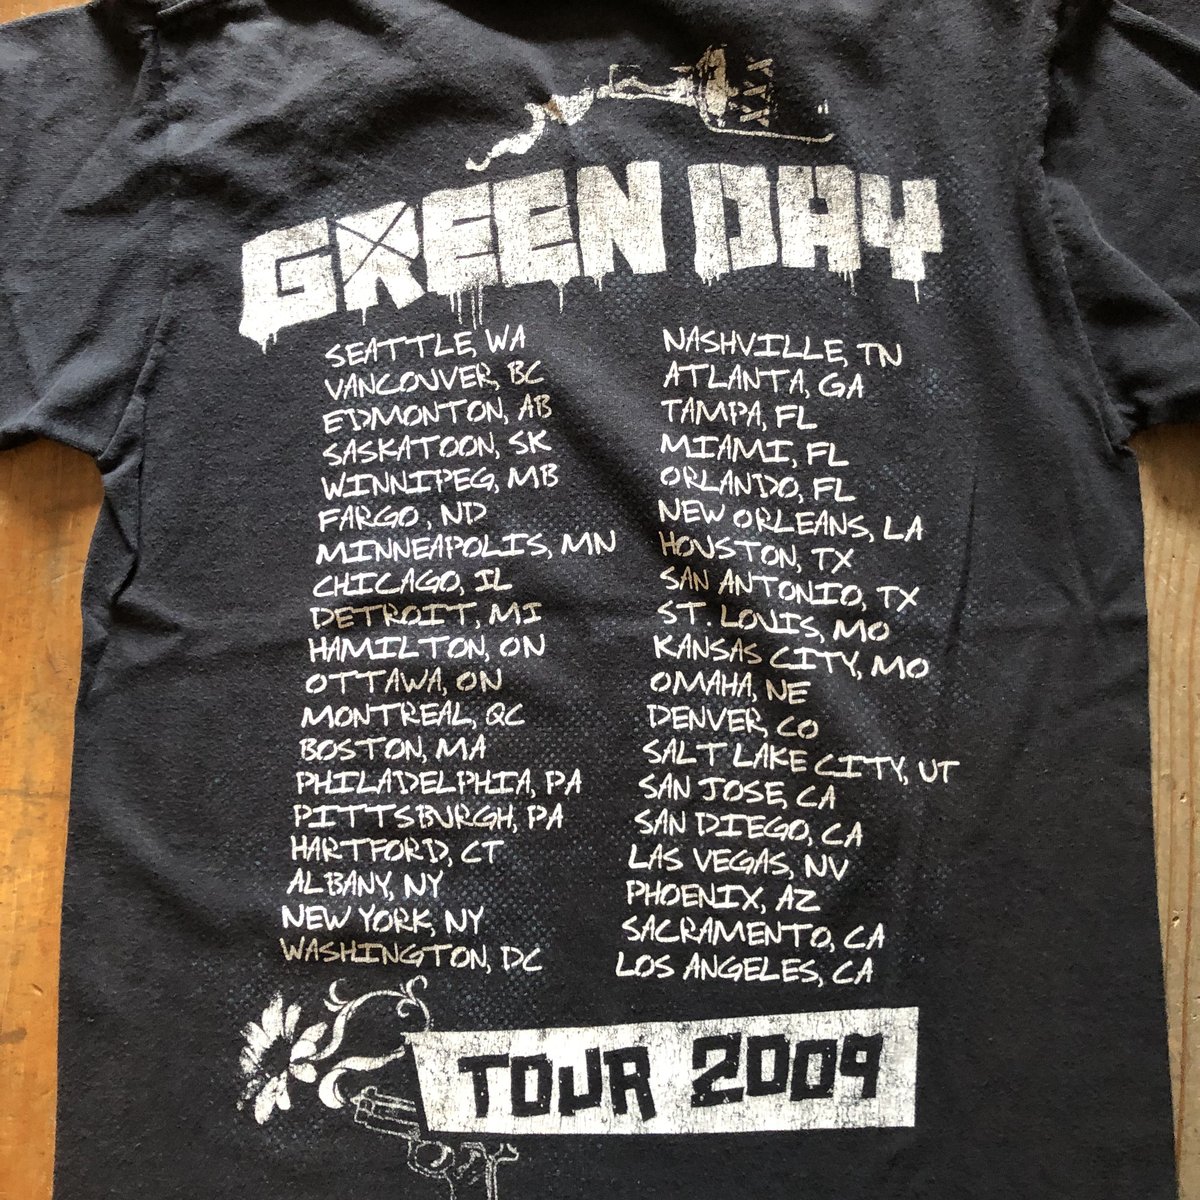 XXX
GREEN DAY
SEATTLE, WA
VANCOUVER, BC
EDMONTON, AB
SASKATOON, SK
WINNIPEG, MB
FARGO, ND
MINNEAPOLIS, MN
CHICAGO, IL
DETROIT, MI
HAMILTON, ON
OTTAWA, ON
MONTREAL, QC
BOSTON, MA
PHILADELPHIA, PA
PITTSBURGH, PA
HARTFORD, CT
ALBANY, NY
NEW YORK, NY
WASHINGTON, DC
NASHVILLE, TN
ATLANTA, GA
TAMPA, FL
MIAMI, FL
ORLANDO, FL
NEW ORLEANS, LA
HOUSTON, TX
SAN ANTONIO, TX
ST. LOUIS, MO
KANSAS CITY, MO
OMAHA, NE
DENVER, CO
SALT LAKE CITY, UT
SAN JOSE, CA
SAN DIEGO, CA
LAS VEGAS, NV
PHOENIX, AZ
SACRAMENTO, CA
LOS ANGELES, CA
TOUR 2009